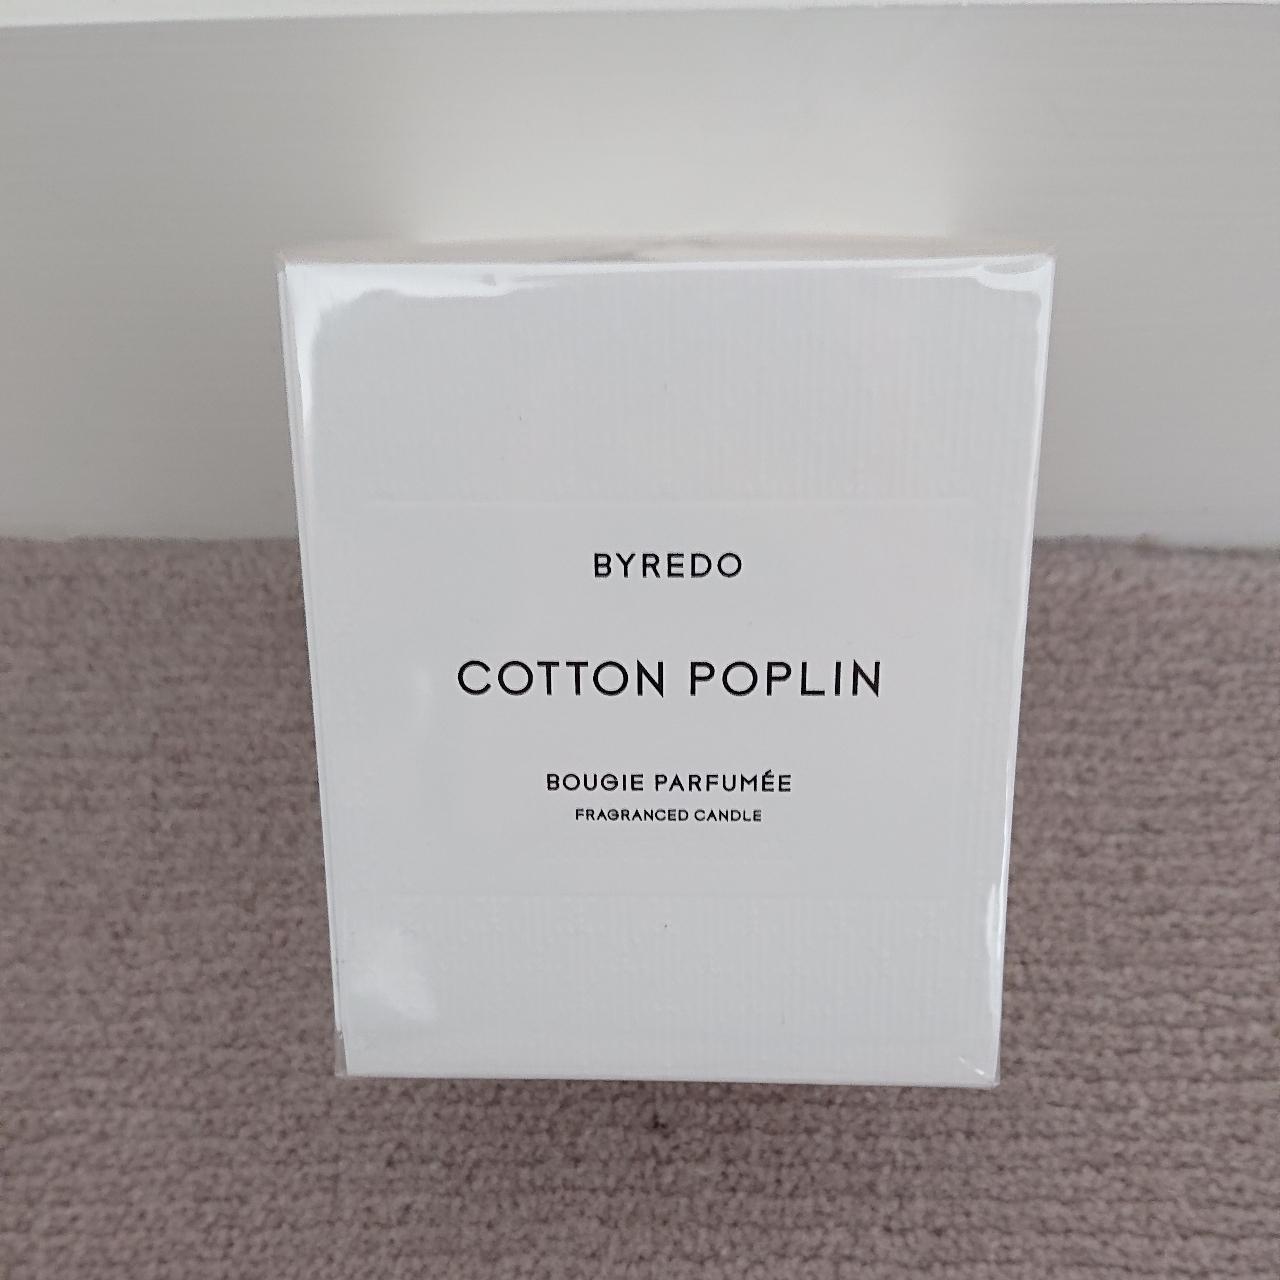 BYREDO
COTTON POPLIN
BOUGIE PARFUMÉE
FRAGRANCED CANDLE